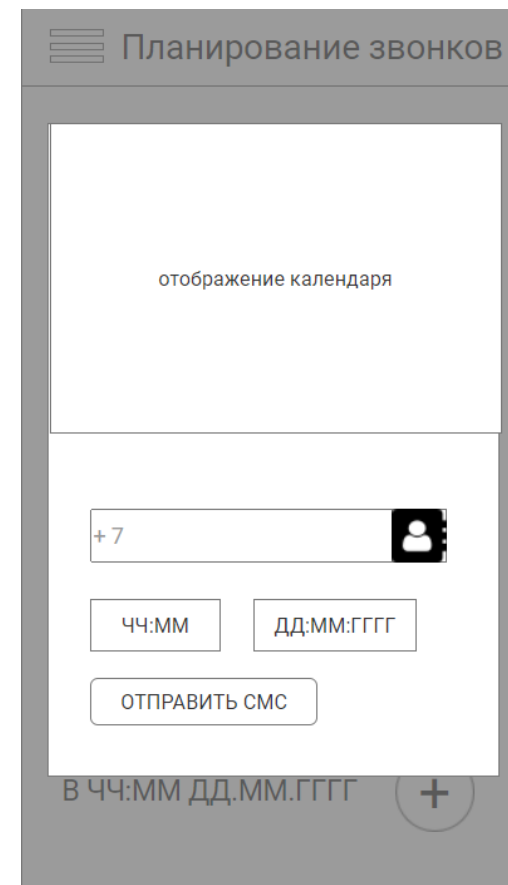 Планирование звонков
отображение календаря
+ 7
ЧЧ:ММ ДД:ММ:ГГГГ
ОТПРАВИТЬ СМС
В ЧЧ:ММ ДД.ММ.ГГГГ +